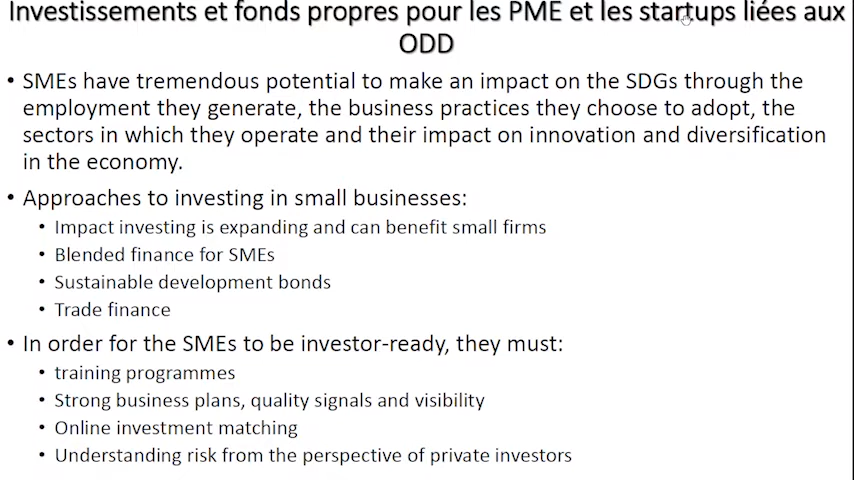 Investissements et fonds propres pour les PME et les startups liées aux
ODD
• SMEs have tremendous potential to make an impact on the SDGs through the
employment they generate, the business practices they choose to adopt, the
sectors in which they operate and their impact on innovation and diversification
in the economy.
• Approaches to investing in small businesses:
• Impact investing is expanding and can benefit small firms
• Blended finance for SMEs
• Sustainable development bonds
• Trade finance
• In order for the SMEs to be investor-ready, they must:
• training programmes
• Strong business plans, quality signals and visibility
• Online investment matching
• Understanding risk from the perspective of private investors